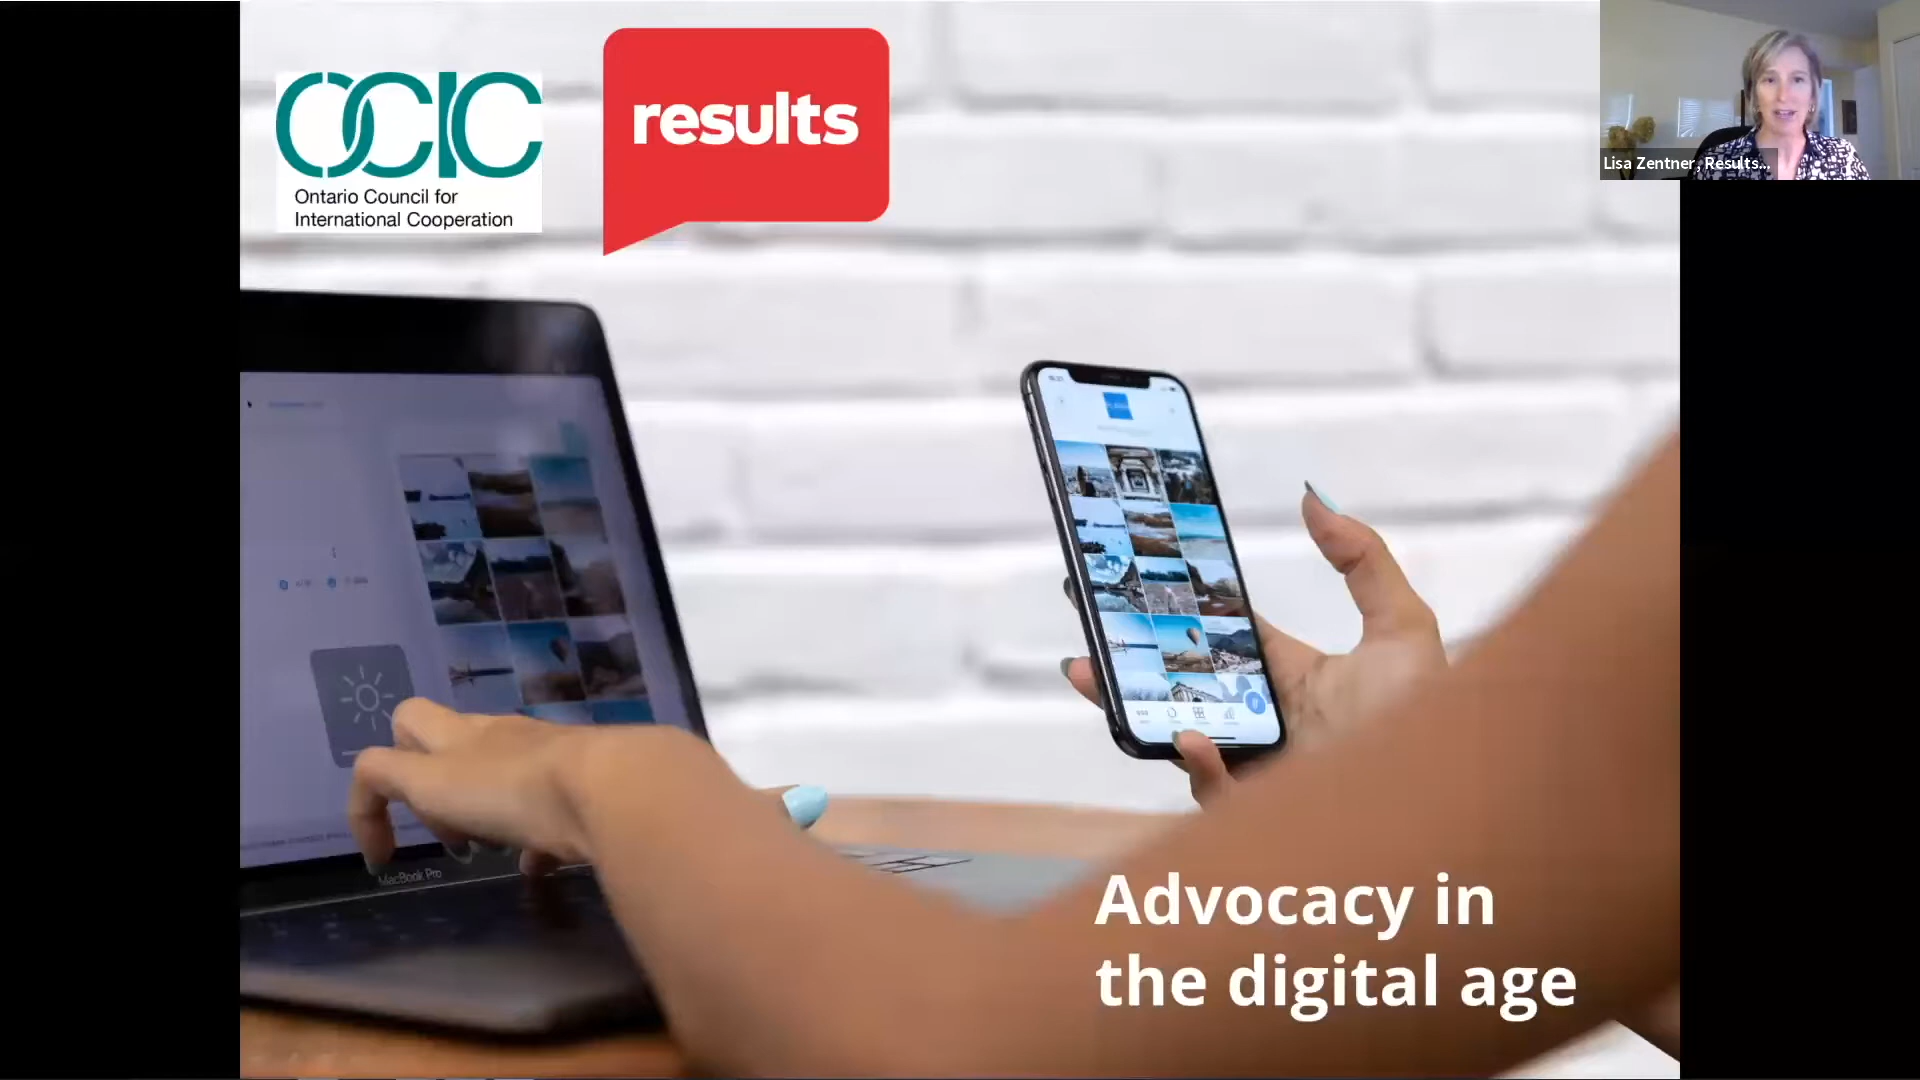 OCIC
Ontario Council for
International Cooperation
results
Lisa Zentner, Results...
MacBook Pro
Advocacy in
the digital age